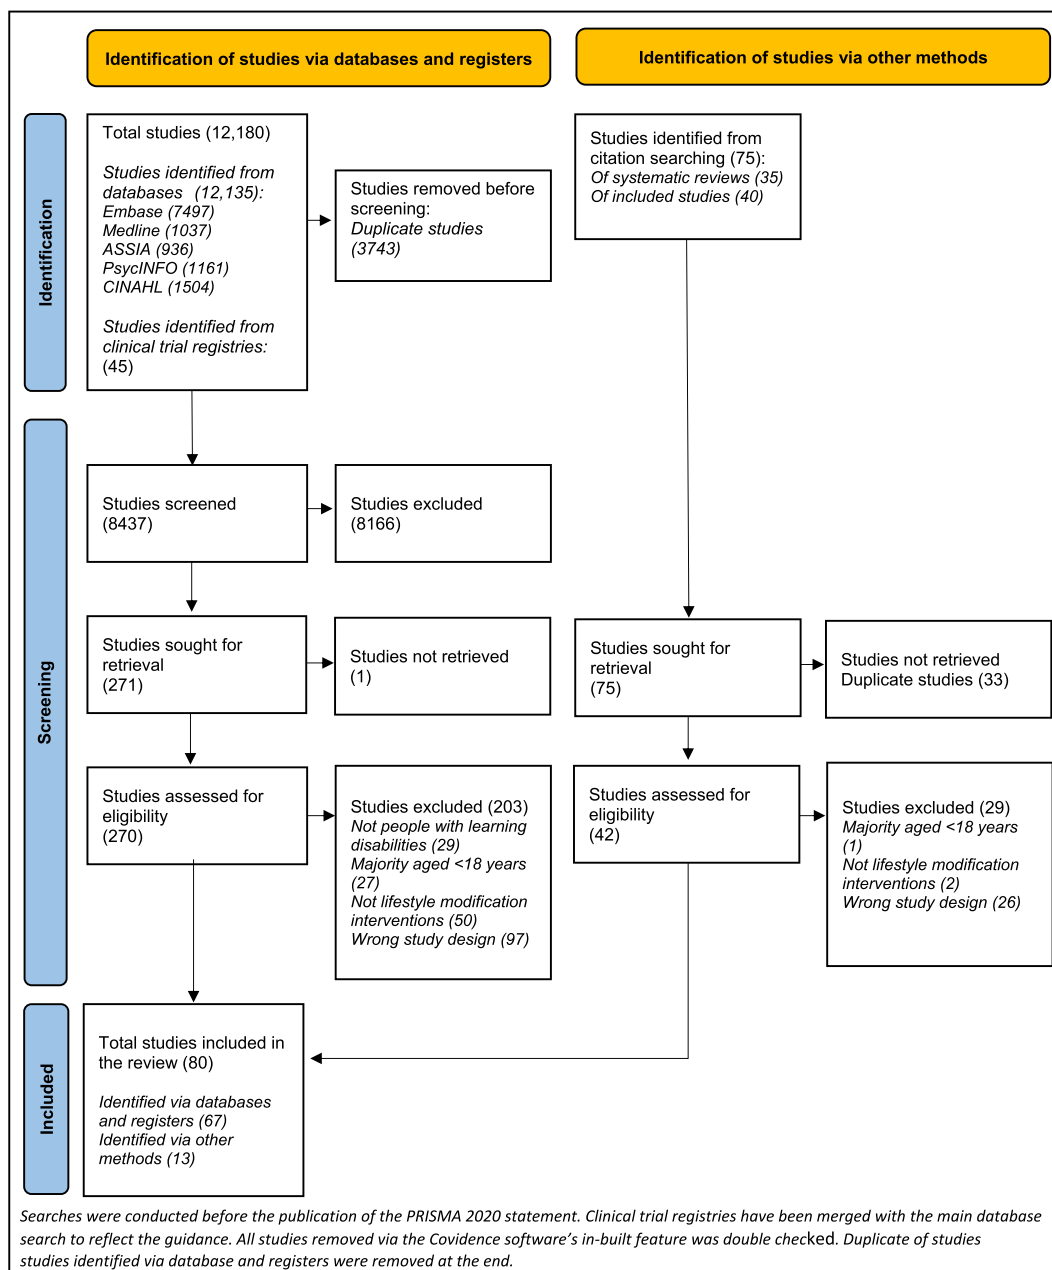 Identification of studies via databases and registers
Identification of studies via other methods
Identification
Total studies (12,180)
Studies identified from
databases (12,135):
Embase (7497)
Medline (1037)
ASSIA (936)
PsycINFO (1161)
CINAHL (1504)
Studies identified from
clinical trial registries:
(45)
Studies removed before
screening:
Duplicate studies
(3743)
Studies identified from
citation searching (75):
Of systematic reviews (35)
Of included studies (40)
Screening
Studies screened
(8437)
Studies excluded
(8166)
Studies sought for
retrieval
(271)
Studies not retrieved
(1)
Studies sought for
retrieval
(75)
Studies not retrieved
Duplicate studies (33)
Studies assessed for
eligibility
(270)
Studies excluded (203)
Not people with learning
disabilities (29)
Majority aged <18 years
(27)
Not lifestyle modification
interventions (50)
Wrong study design (97)
Studies assessed for
eligibility
(42)
Studies excluded (29)
Majority aged <18 years
(1)
Not lifestyle modification
interventions (2)
Wrong study design (26)
Included
Total studies included in
the review (80)
Identified via databases
and registers (67)
Identified via other
methods (13)
Searches were conducted before the publication of the PRISMA 2020 statement. Clinical trial registries have been merged with the main database
search to reflect the guidance. All studies removed via the Covidence software's in-built feature was double checked. Duplicate of studies
studies identified via database and registers were removed at the end.